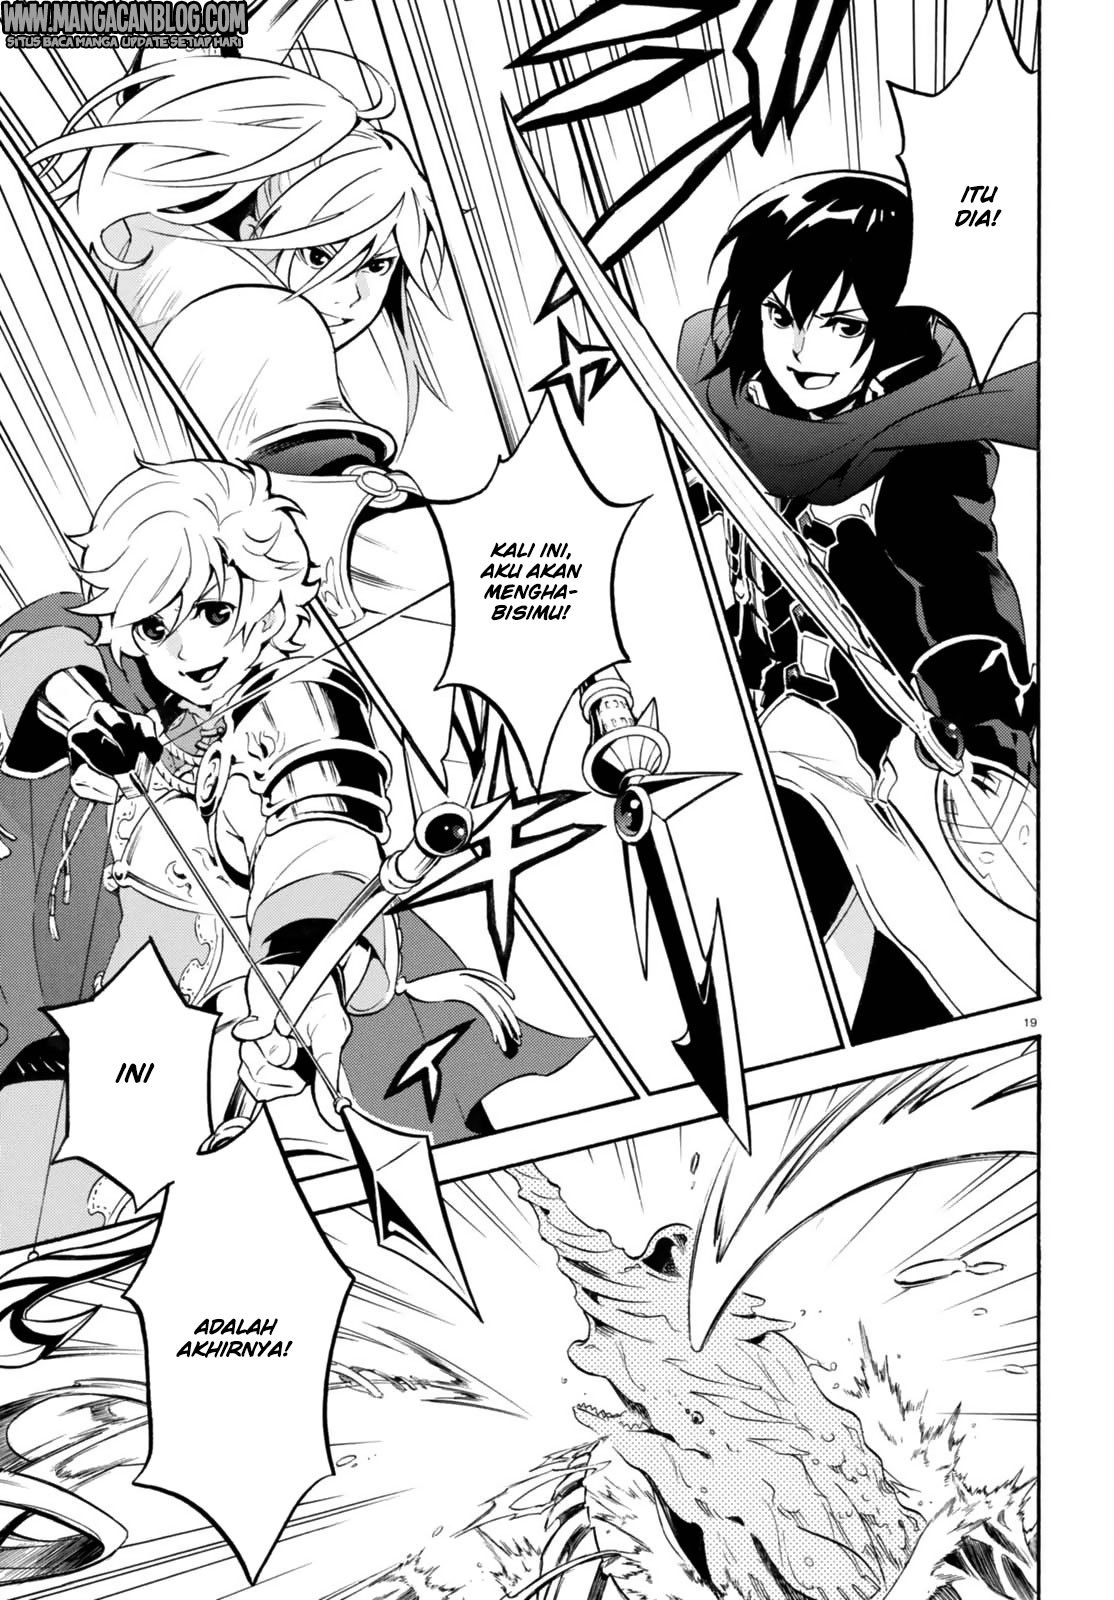 WWW.MANGACANBLOG.COM
SITUS BACA MANGA UPDATE SETIAP HARI
ITU
DIA!
KALI INI,
AKU AKAN
MENGHA-
BISIMU!
19
INI
ADALAH
AKHIRNYA!